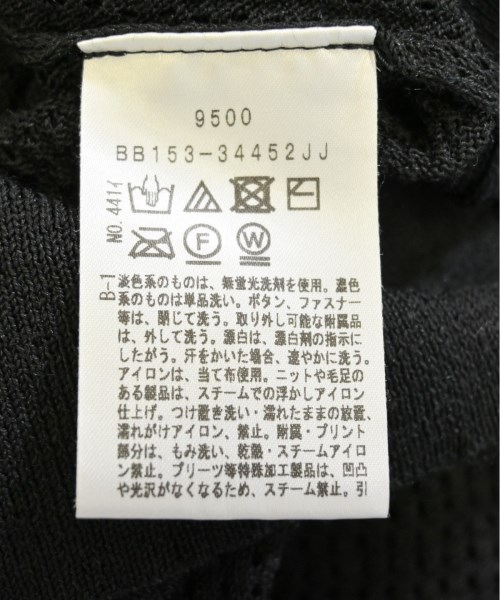 9500
BB153-34452JJ
NO.4414
F W
B-1
淡色系のものは、無蛍光洗剤を使用。濃色
系のものは単品洗い。ボタン、ファスナー
等は、閉じて洗う。取り外し可能な附属品
は、外して洗う。漂白は、漂白剤の指示に
したがう。汗をかいた場合、速やかに洗う。
アイロンは、当て布使用。ニットや毛足の
ある製品は、スチームでの浮かしアイロン
仕上げ。つけ置き洗い・濡れたままの放置、
濡れがけアイロン、禁止。附属・プリント
部分は、もみ洗い、乾燥・スチームアイロ
ン禁止。プリーツ等特殊加工製品は、凹凸
や光沢がなくなるため、スチーム禁止。引